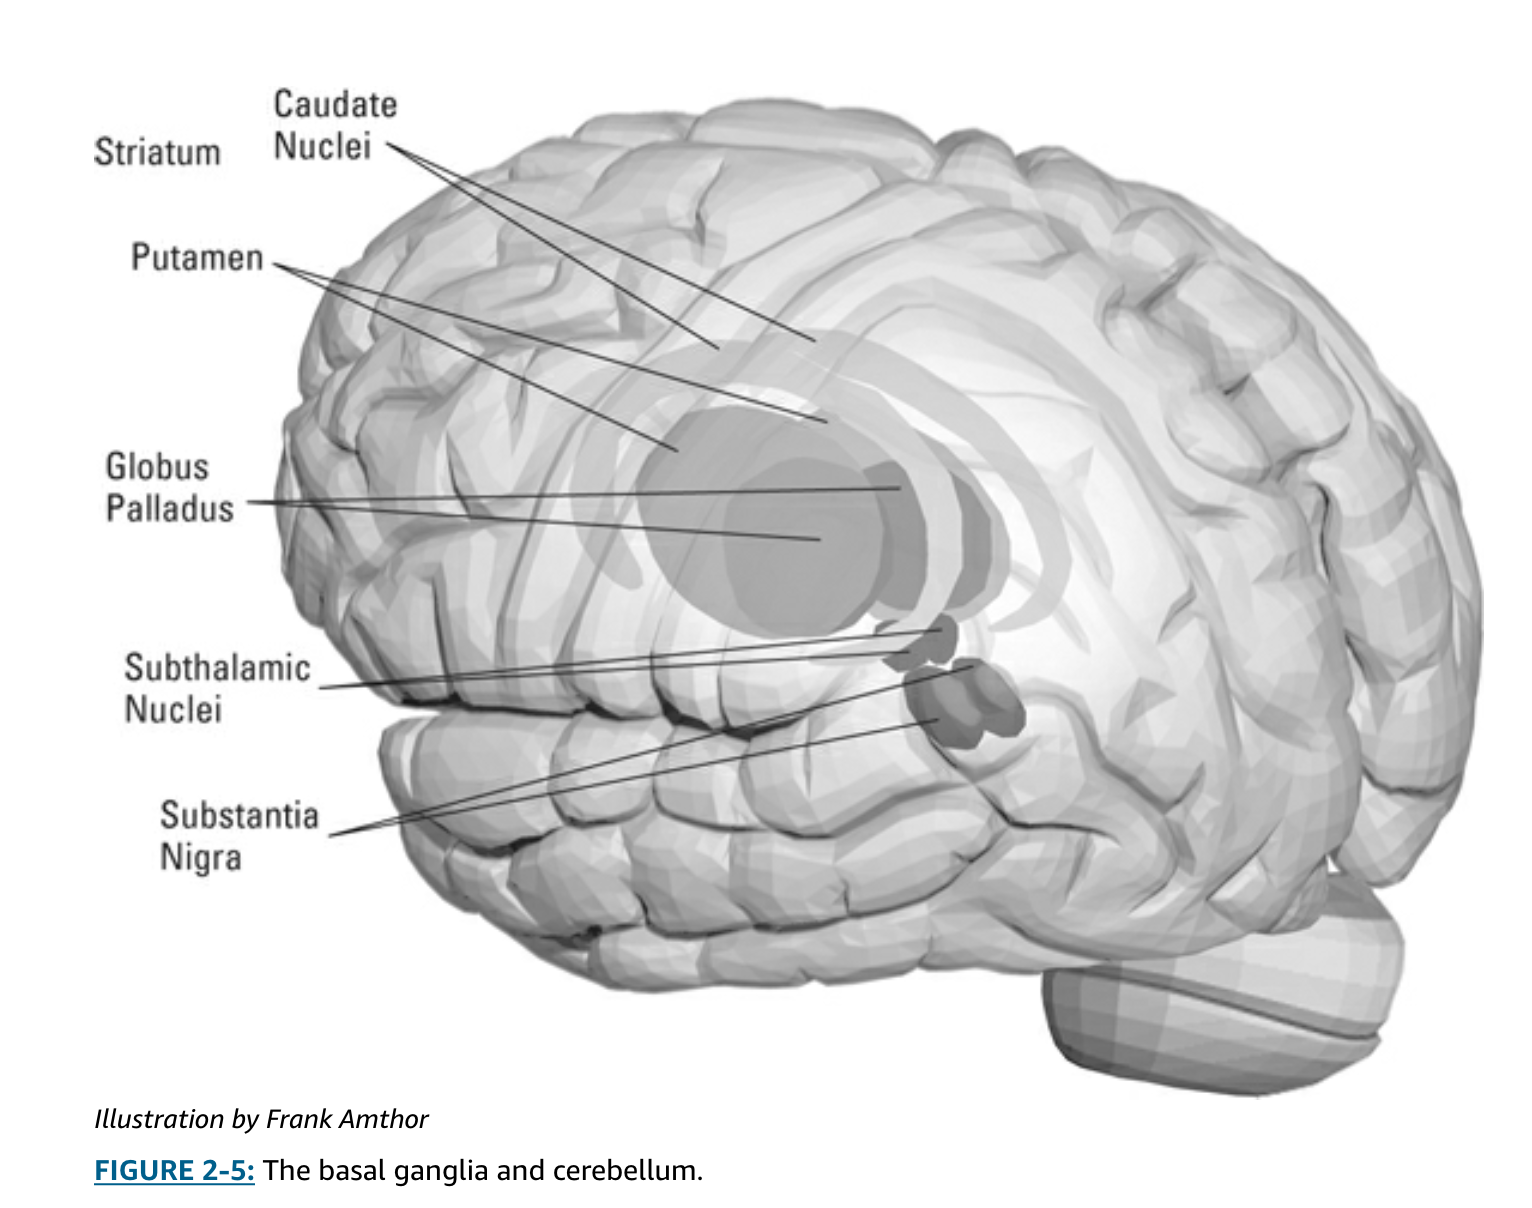 Caudate
Nuclei
Striatum
Putamen
Globus
Palladus
Subthalamic
Nuclei
Substantia
Nigra
Illustration by Frank Amthor
FIGURE 2-5: The basal ganglia and cerebellum.